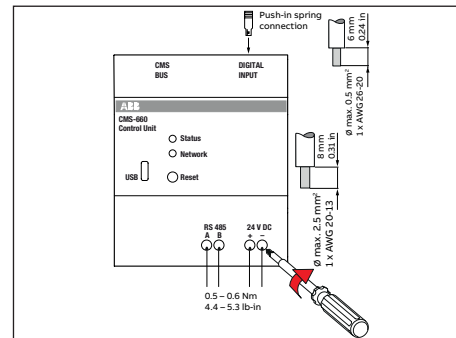 Push-in spring
connection
CMS
BUS
DIGITAL
INPUT
ABB
CMS-660
Control Unit
Status
Network
USB
Reset
RS 485
A B
24 V DC
+ −
0.5 – 0.6 Nm
4.4 – 5.3 lb-in
6 mm
0.24 in
Ø max. 0.5 mm²
1 x AWG 26-20
8 mm
0.31 in
Ø max. 2.5 mm²
1 x AWG 20-13